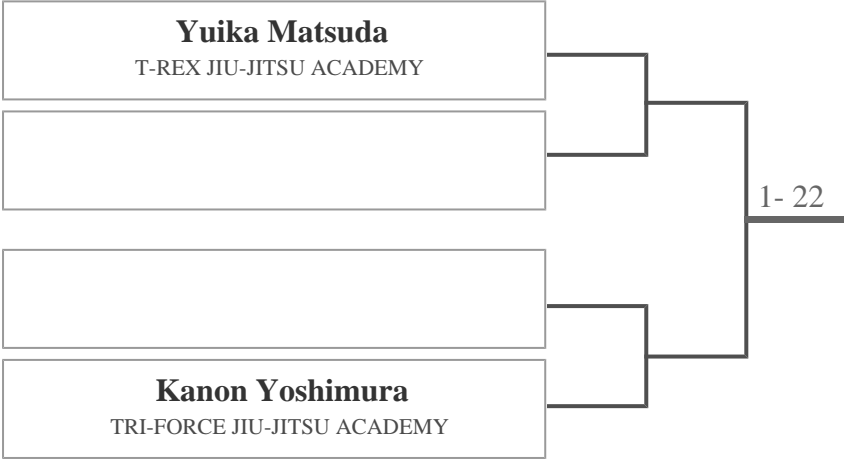 Yuika Matsuda
T-REX JIU-JITSU ACADEMY
1- 22
Kanon Yoshimura
TRI-FORCE JIU-JITSU ACADEMY